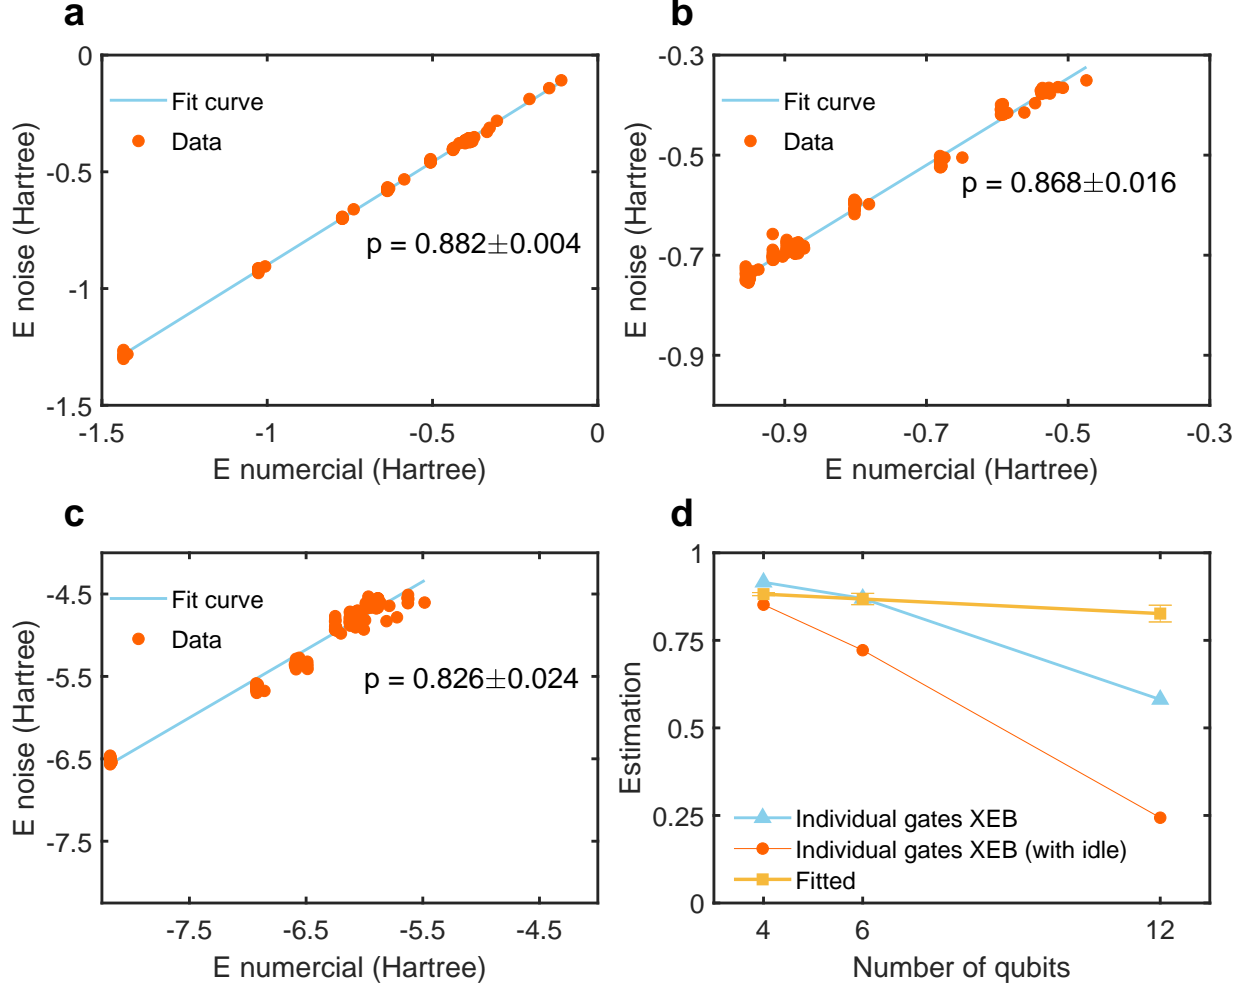 a
0
-0.5
-1
-1.5
-1.5
-1
-0.5
0
E noise (Hartree)
E numercial (Hartree)
Fit curve
Data
p = 0.882±0.004
b
-0.3
-0.5
-0.7
-0.9
-0.9
-0.7
-0.5
-0.3
E noise (Hartree)
E numercial (Hartree)
Fit curve
Data
p = 0.868±0.016
c
-4.5
-5.5
-6.5
-7.5
-7.5
-6.5
-5.5
-4.5
E noise (Hartree)
E numercial (Hartree)
Fit curve
Data
p = 0.826±0.024
d
1
0.75
0.5
0.25
0
4
6
12
Estimation
Number of qubits
Individual gates XEB
Individual gates XEB (with idle)
Fitted